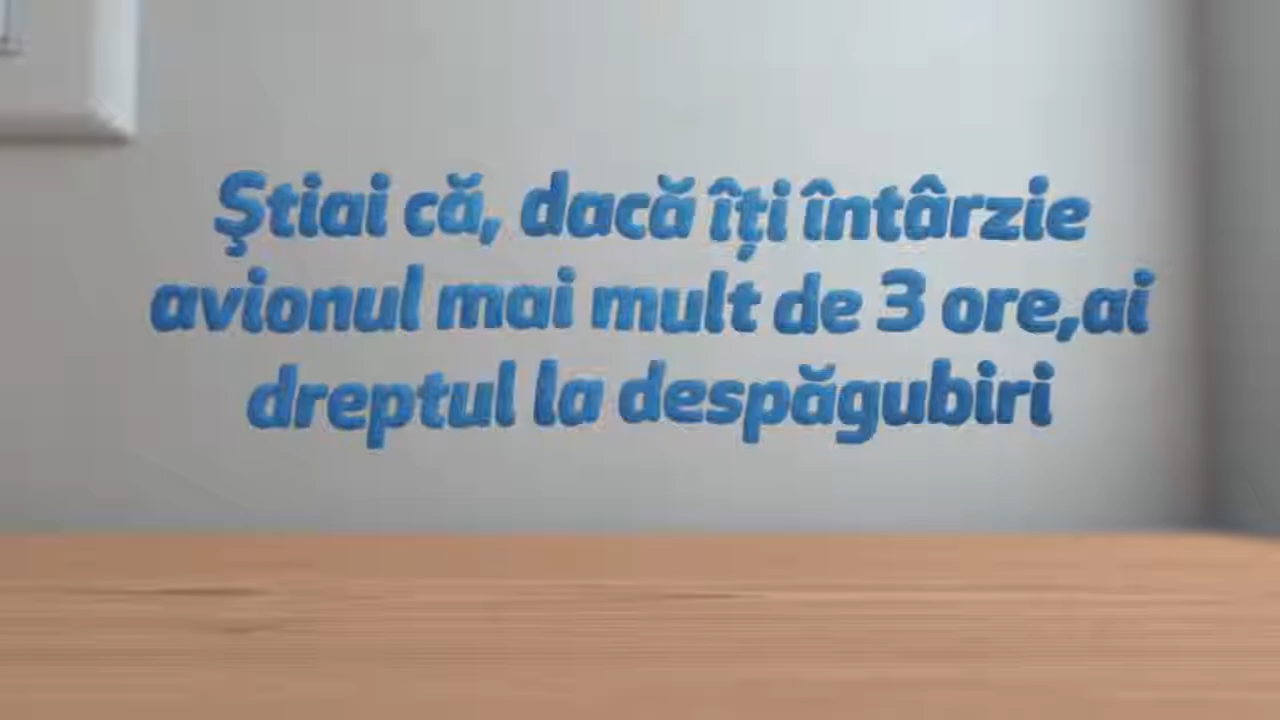 Ştiai că, dacă îți întârzie
avionul mai mult de 3 ore,ai
dreptul la despăgubiri